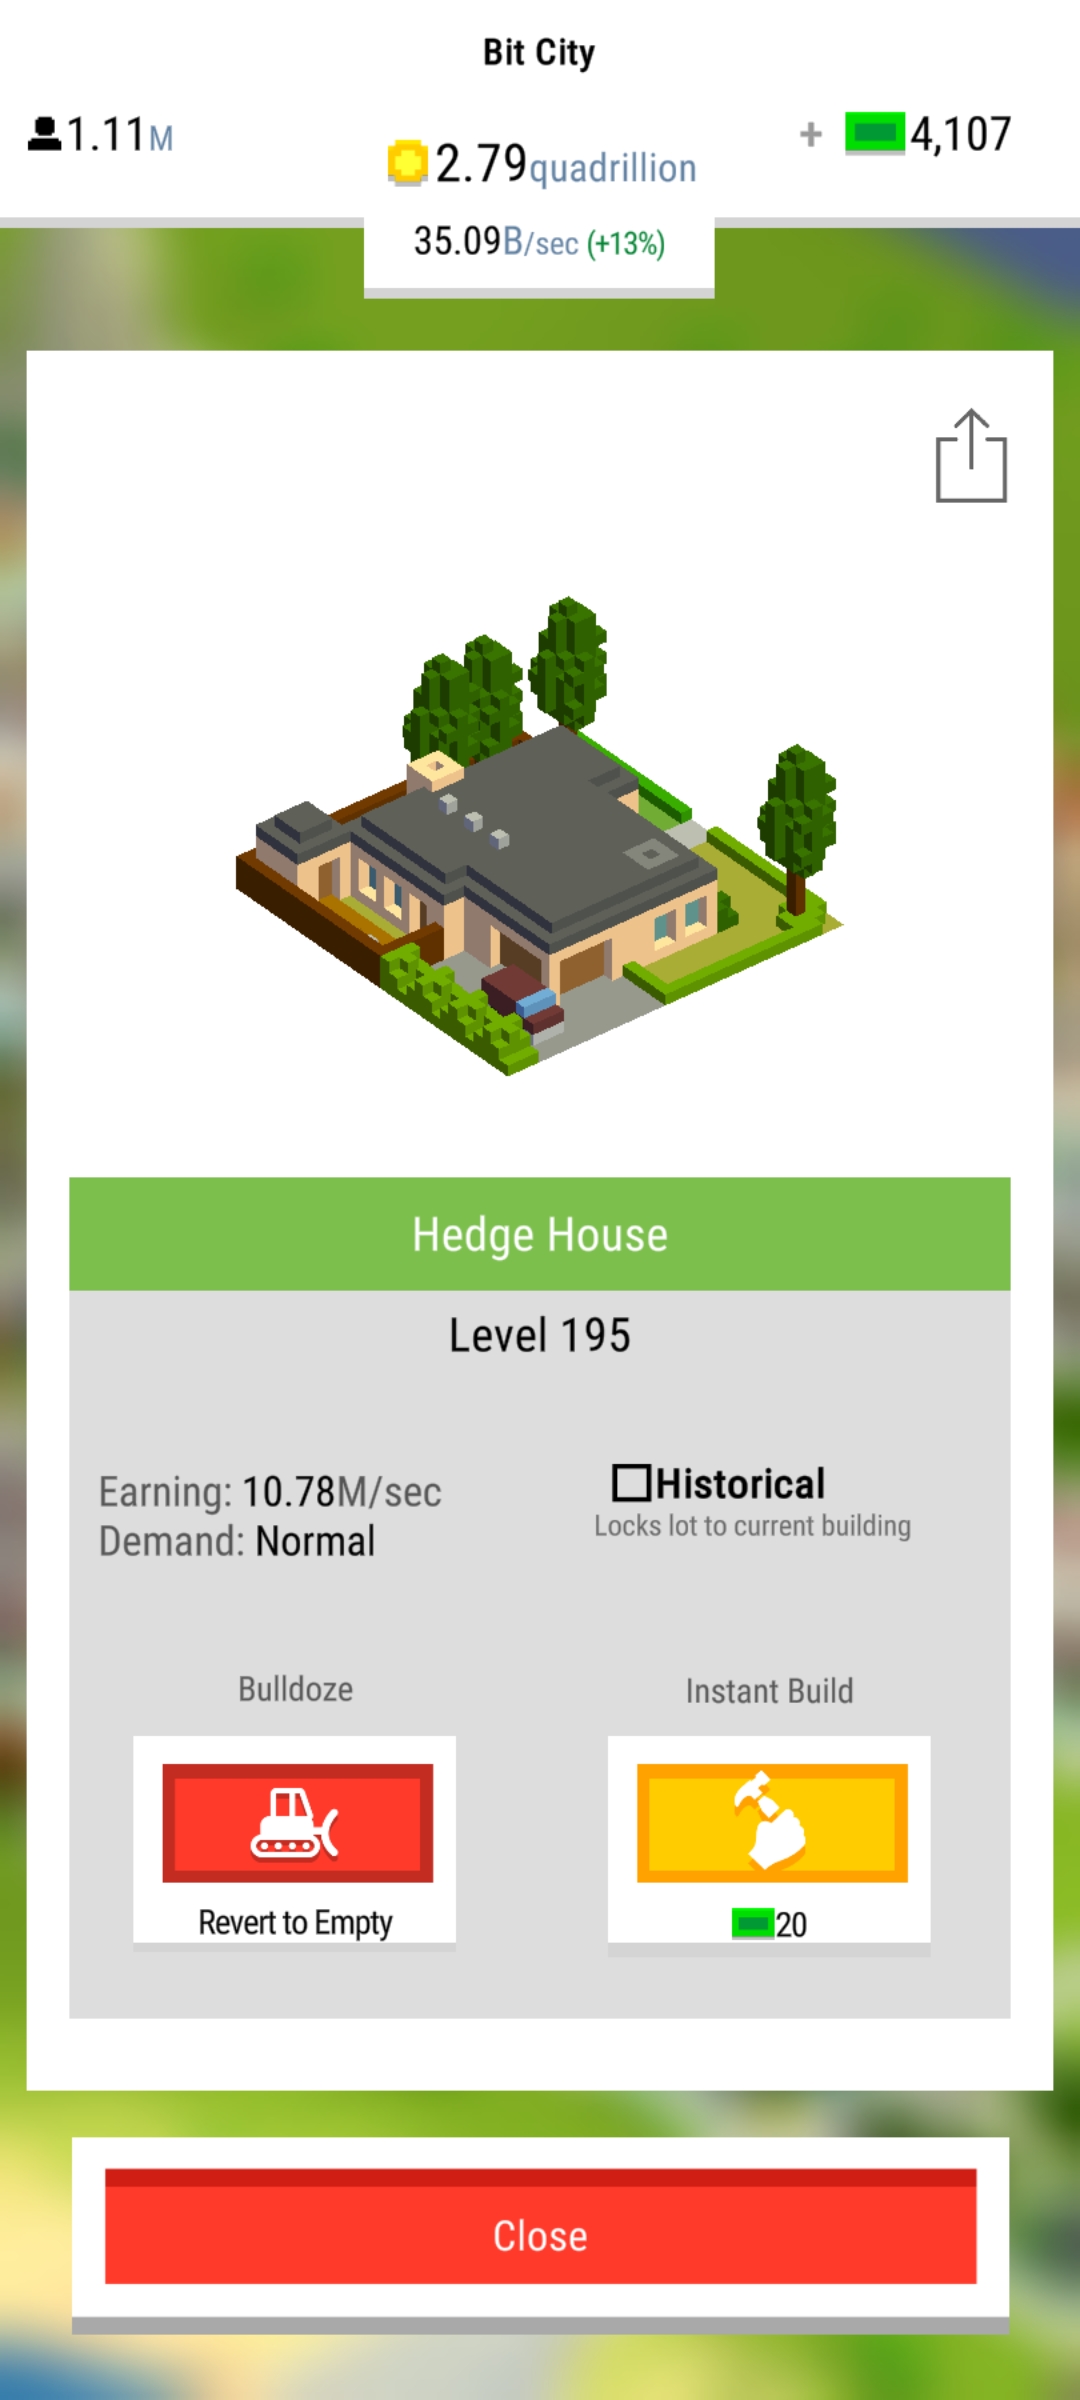 Bit City
1.11M
2.79quadrillion
+ 4,107
35.09B/sec (+13%)
Hedge House
Level 195
Earning: 10.78M/sec
Demand: Normal
Historical
Locks lot to current building
Bulldoze
Instant Build
Revert to Empty
20
Close